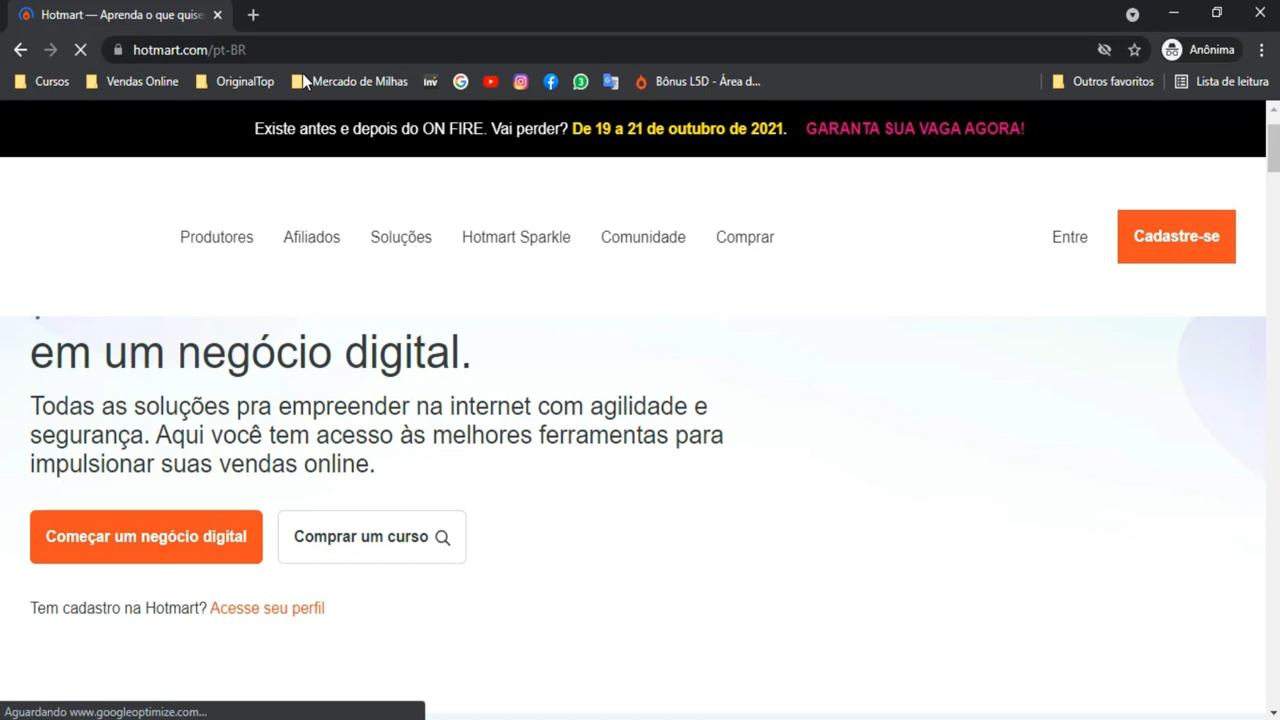 Hotmart — Aprenda o que quise
hotmart.com/pt-BR
Anônima
Cursos
Vendas Online
OriginalTop
Mercado de Milhas
Inv
3
Bônus L5D - Área d...
Outros favoritos
Lista de leitura
Existe antes e depois do ON FIRE. Vai perder? De 19 a 21 de outubro de 2021. GARANTA SUA VAGA AGORA!
Produtores
Afiliados
Soluções
Hotmart Sparkle
Comunidade
Comprar
Entre
Cadastre-se
em um negócio digital.
Todas as soluções pra empreender na internet com agilidade e
segurança. Aqui você tem acesso às melhores ferramentas para
impulsionar suas vendas online.
Começar um negócio digital
Comprar um curso
Tem cadastro na Hotmart? Acesse seu perfil
Aguardando www.googleoptimize.com...